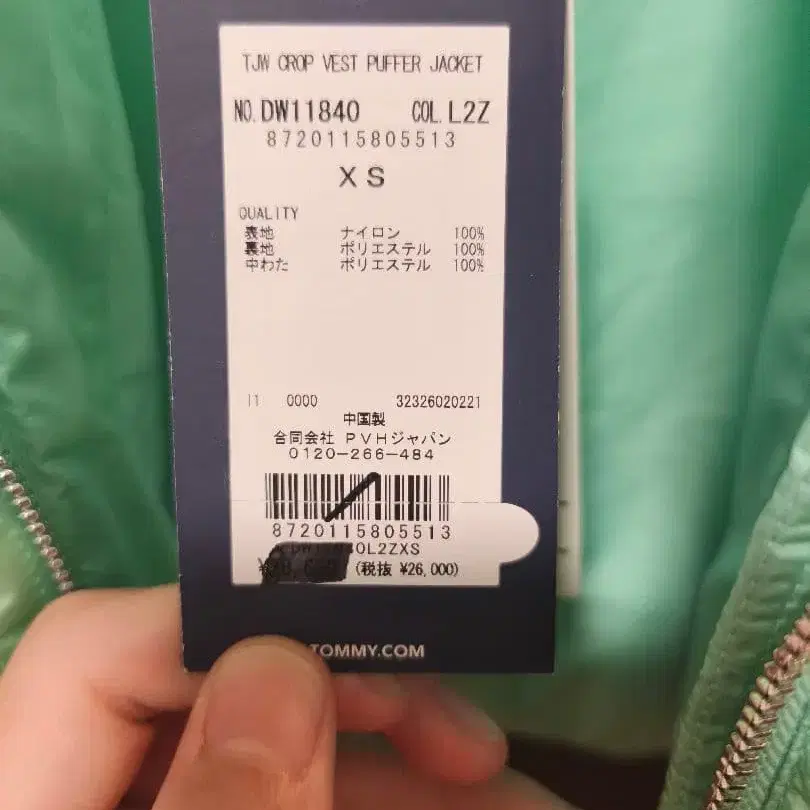 TJW CROP VEST PUFFER JACKET
NO. DW11840 COL. L2Z
8720115805513
XS
QUALITY
表地 ナイロン 100%
裏地 ポリエステル 100%
中わた ポリエステル 100%
11 0000 32326020221
中国製
合同会社 PVHジャパン
0120-266-484
8720115805513
(税抜 ¥26,000)
TOMMY.COM